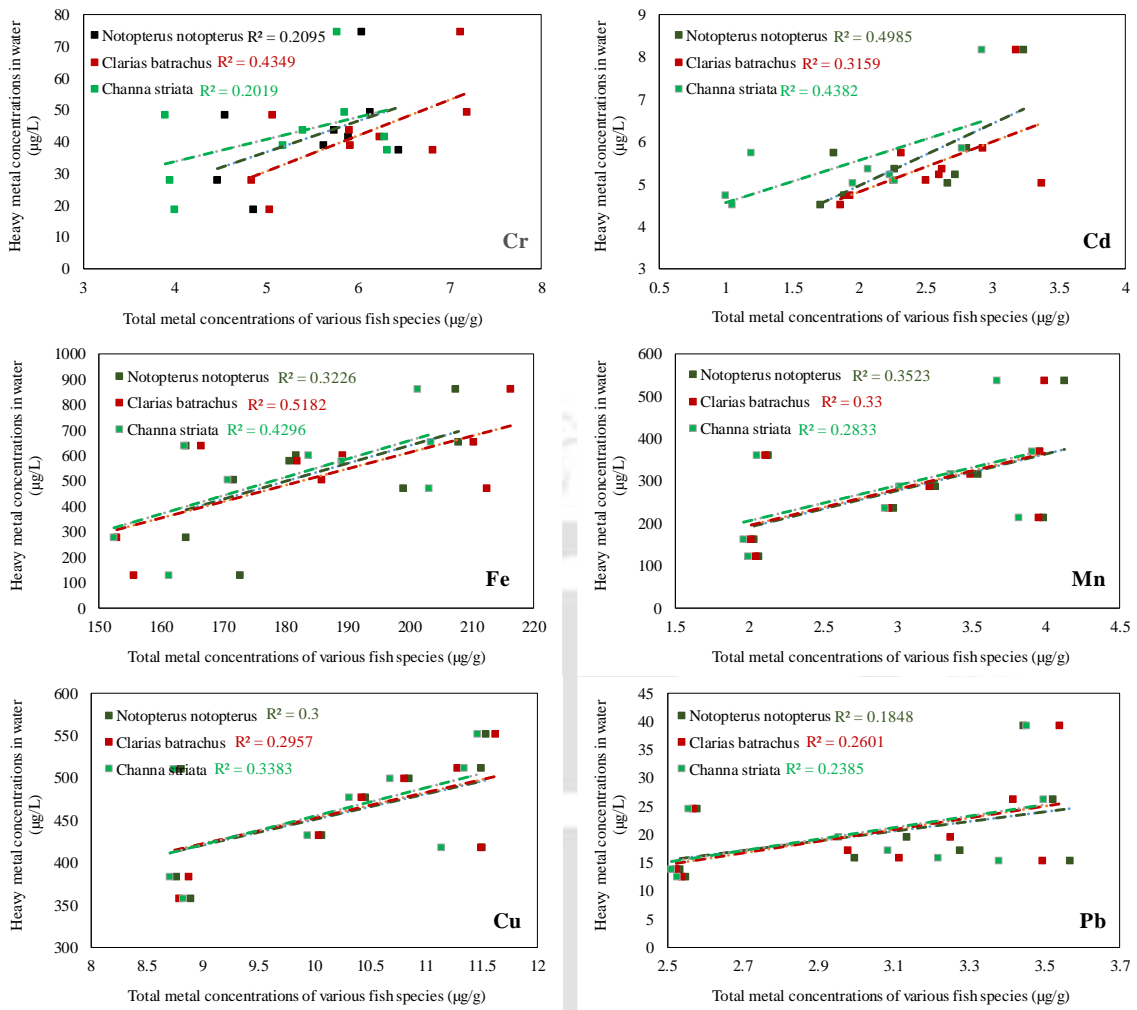 Heavy metal concentrations in water
(µg/L)
80
70
60
50
40
30
20
10
0
Notopterus notopterus R² = 0.2095
Clarias batrachus R² = 0.4349
Channa striata R² = 0.2019
Cr
3 4 5 6 7 8
Total metal concentrations of various fish species (µg/g)
Heavy metal concentrations in water
(µg/L)
9
8
7
6
5
4
3
Notopterus notopterus R² = 0.4985
Clarias batrachus R² = 0.3159
Channa striata R² = 0.4382
Cd
0.5 1 1.5 2 2.5 3 3.5 4
Total metal concentrations of various fish species (µg/g)
Heavy metal concentrations in water
(µg/L)
1000
900
800
700
600
500
400
300
200
100
0
Notopterus notopterus R² = 0.3226
Clarias batrachus R² = 0.5182
Channa striata R² = 0.4296
Fe
150 160 170 180 190 200 210 220
Total metal concentrations of various fish species (µg/g)
Heavy metal concentrations in water
(µg/L)
600
500
400
300
200
100
0
Notopterus notopterus R² = 0.3523
Clarias batrachus R² = 0.33
Channa striata R² = 0.2833
Mn
1.5 2 2.5 3 3.5 4 4.5
Total metal concentrations of various fish species (µg/g)
Heavy metal concentrations in water
(µg/L)
600
550
500
450
400
350
300
Notopterus notopterus R² = 0.3
Clarias batrachus R² = 0.2957
Channa striata R² = 0.3383
Cu
8 8.5 9 9.5 10 10.5 11 11.5 12
Total metal concentrations of various fish species (µg/g)
Heavy metal concentrations in water
(µg/L)
45
40
35
30
25
20
15
10
5
0
Notopterus notopterus R² = 0.1848
Clarias batrachus R² = 0.2601
Channa striata R² = 0.2385
Pb
2.5 2.7 2.9 3.1 3.3 3.5 3.7
Total metal concentrations of various fish species (µg/g)